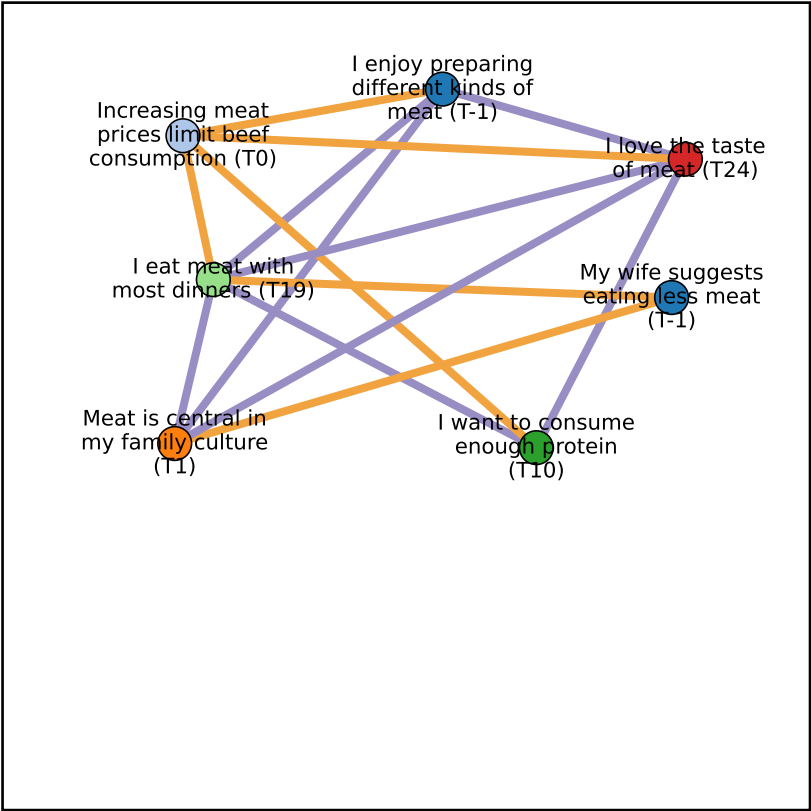 I enjoy preparing
different kinds of
meat (T-1)
Increasing meat
prices limit beef
consumption (T0)
I love the taste
of meat (T24)
I eat meat with
most dinners (T19)
My wife suggests
eating less meat
(T-1)
Meat is central in
my family culture
(T1)
I want to consume
enough protein
(T10)